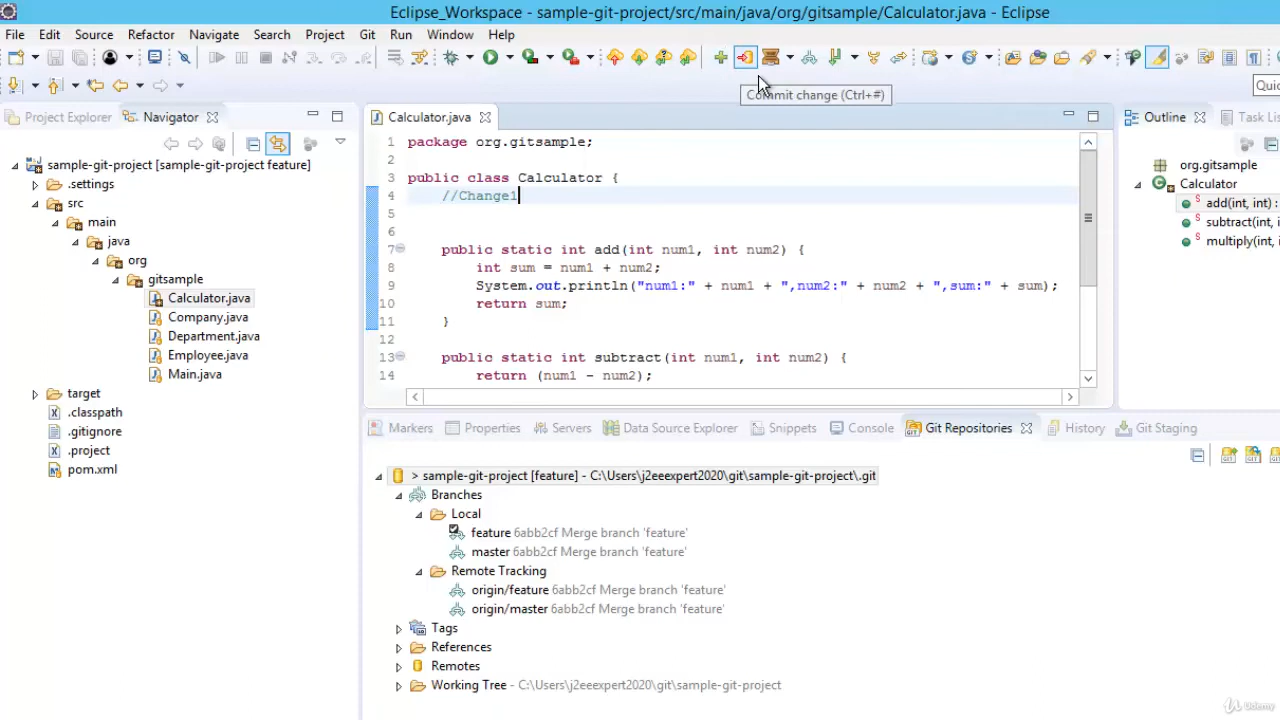 Eclipse_Workspace - sample-git-project/src/main/java/org/gitsample/Calculator.java - Eclipse
File Edit Source Refactor Navigate Search Project Git Run Window Help
Commit change (Ctrl+#)
Project Explorer
Navigator
sample-git-project [sample-git-project feature]
.settings
src
main
java
org
gitsample
Calculator.java
Company.java
Department.java
Employee.java
Main.java
target
.classpath
.gitignore
.project
pom.xml
Calculator.java
1 package org.gitsample;
2
3 public class Calculator {
4 //Change1
5
6
7 public static int add(int num1, int num2) {
8 int sum = num1 + num2;
9 System.out.println("num1:" + num1 + ",num2:" + num2 + ",sum:" + sum);
10 return sum;
11 }
12
13 public static int subtract(int num1, int num2) {
14 return (num1 - num2);
Outline
Task
org.gitsample
Calculator
add(int, int) :
subtract(int,
multiply(int,
Markers Properties Servers Data Source Explorer Snippets Console Git Repositories History Git Staging
> sample-git-project [feature] - C:\Users\j2eeexpert2020\git\sample-git-project\.git
Branches
Local
feature 6abb2cf Merge branch 'feature'
master 6abb2cf Merge branch 'feature'
Remote Tracking
origin/feature 6abb2cf Merge branch 'feature'
origin/master 6abb2cf Merge branch 'feature'
Tags
References
Remotes
Working Tree - C:\Users\j2eeexpert2020\git\sample-git-project
Udemy